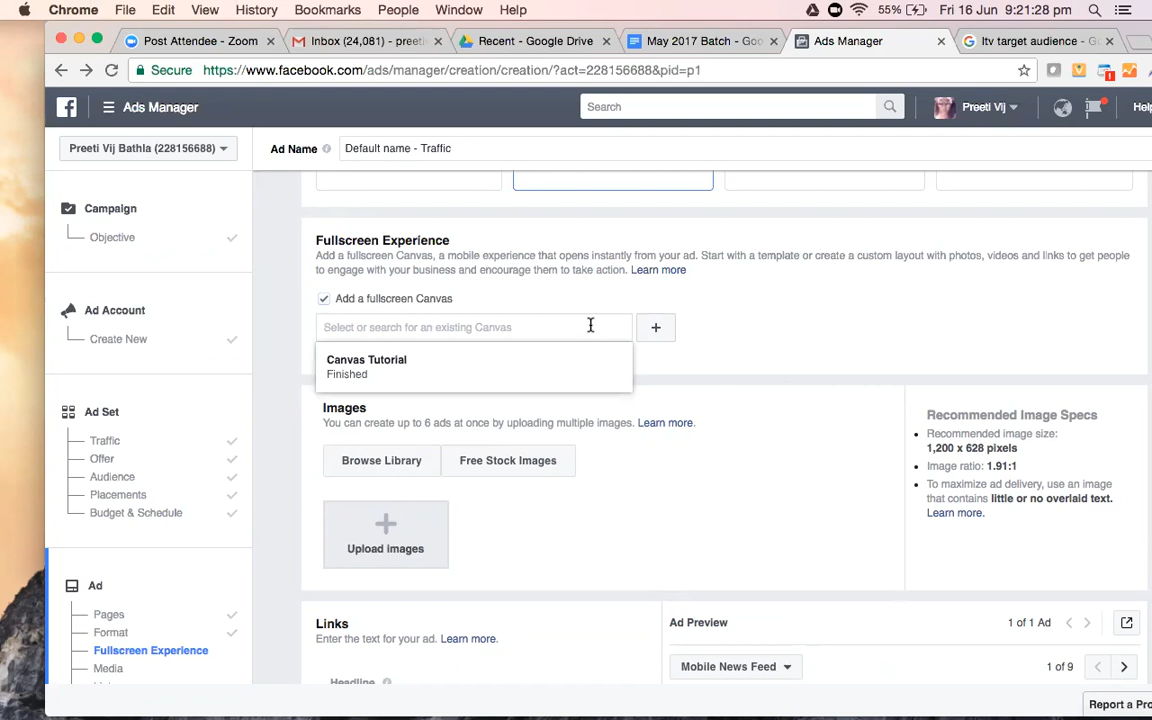 Chrome File Edit View History Bookmarks People Window Help 55% Fri 16 Jun 9:21:28 pm
Post Attendee - Zoom × Inbox (24,081) - preeti × Recent - Google Drive × May 2017 Batch - Goo × Ads Manager × ltv target audience - G ×
Secure https://www.facebook.com/ads/manager/creation/creation/?act=228156688&pid=p1
Ads Manager Search Preeti Vij Help
Preeti Vij Bathla (228156688) Ad Name Default name - Traffic
Campaign
Objective
Ad Account
Create New
Ad Set
Traffic
Offer
Audience
Placements
Budget & Schedule
Ad
Pages
Format
Fullscreen Experience
Media
Fullscreen Experience
Add a fullscreen Canvas, a mobile experience that opens instantly from your ad. Start with a template or create a custom layout with photos, videos and links to get people
to engage with your business and encourage them to take action. Learn more
Add a fullscreen Canvas
Select or search for an existing Canvas +
Canvas Tutorial
Finished
Images
You can create up to 6 ads at once by uploading multiple images. Learn more.
Browse Library Free Stock Images
Upload images
Recommended Image Specs
Recommended image size:
1,200 x 628 pixels
Image ratio: 1.91:1
To maximize ad delivery, use an image
that contains little or no overlaid text.
Learn more.
Links
Enter the text for your ad. Learn more.
Headline
Ad Preview 1 of 1 Ad
Mobile News Feed 1 of 9
Report a Pro